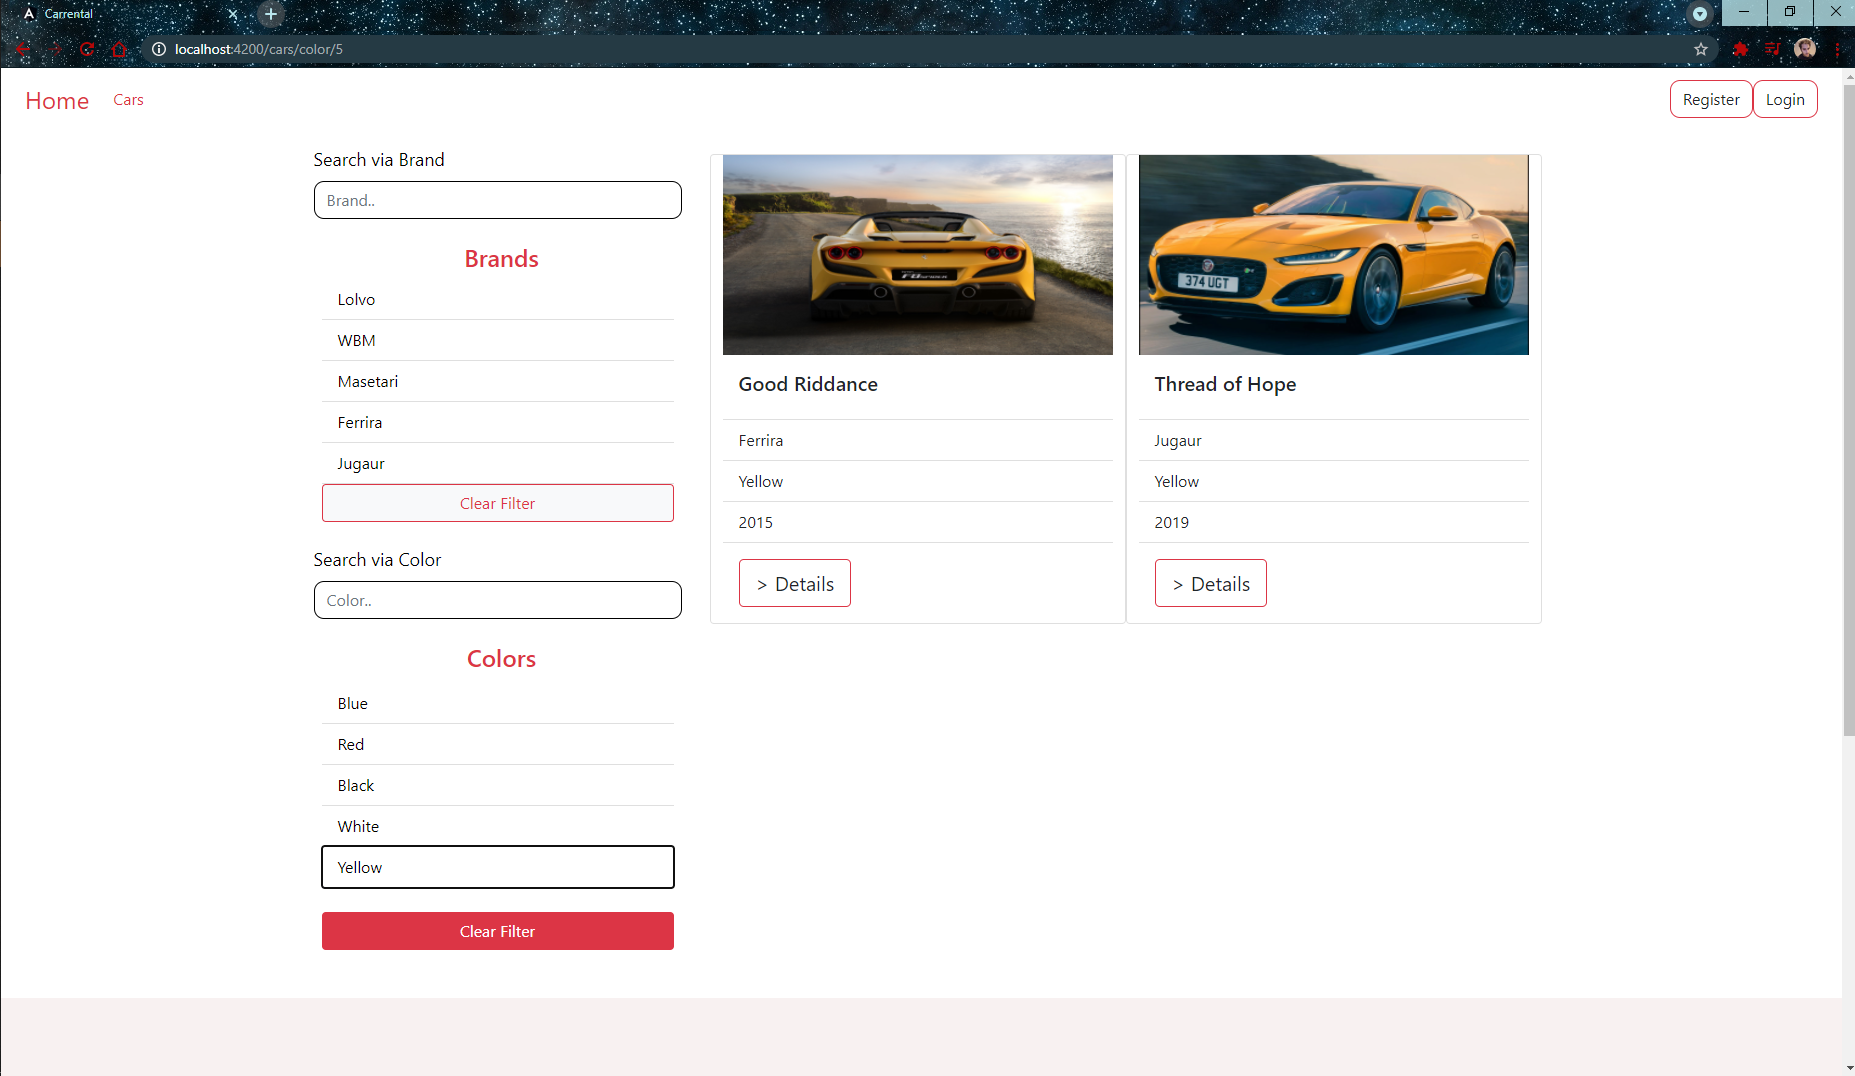 Carrental
localhost:4200/cars/color/5
Home
Cars
Register
Login
Search via Brand
Brand..
Brands
Lolvo
WBM
Masetari
Ferrira
Jugaur
Clear Filter
Search via Color
Color..
Colors
Blue
Red
Black
White
Yellow
Clear Filter
Good Riddance
Ferrira
Yellow
2015
> Details
374 UGT
Thread of Hope
Jugaur
Yellow
2019
> Details